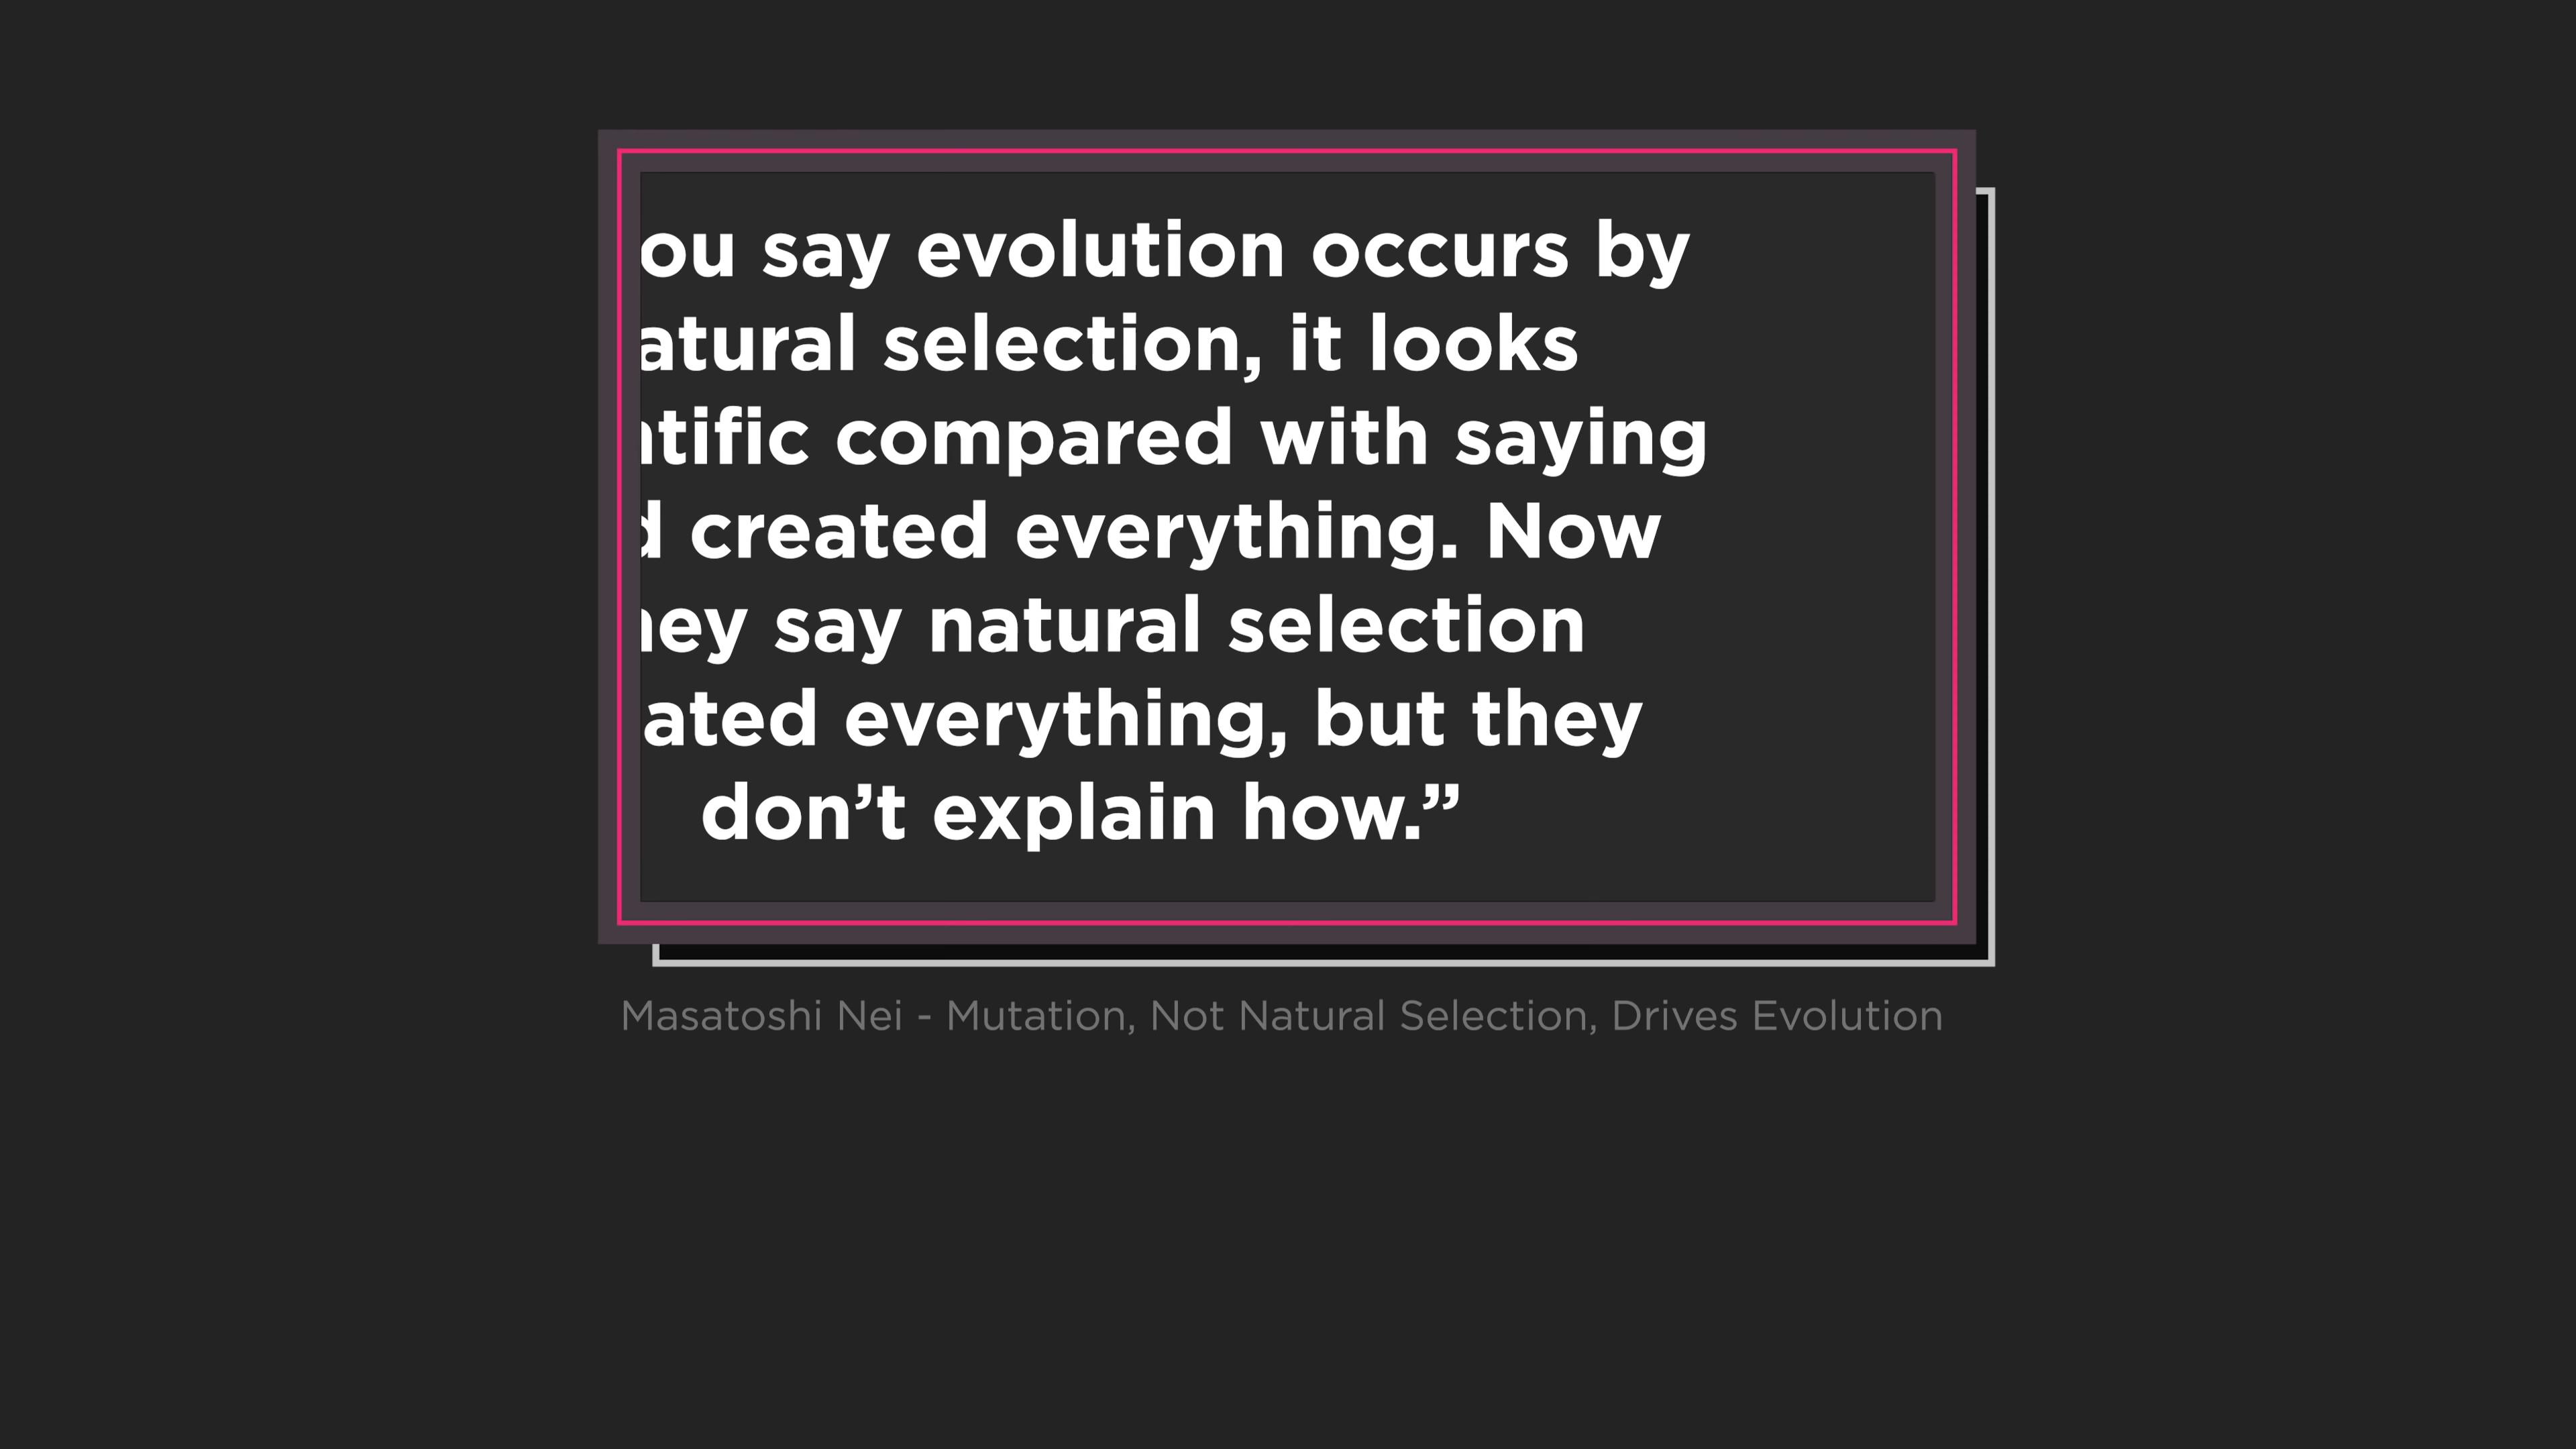 ou say evolution occurs by
atural selection, it looks
tific compared with saying
d created everything. Now
ey say natural selection
ated everything, but they
don’t explain how.”
Masatoshi Nei - Mutation, Not Natural Selection, Drives Evolution